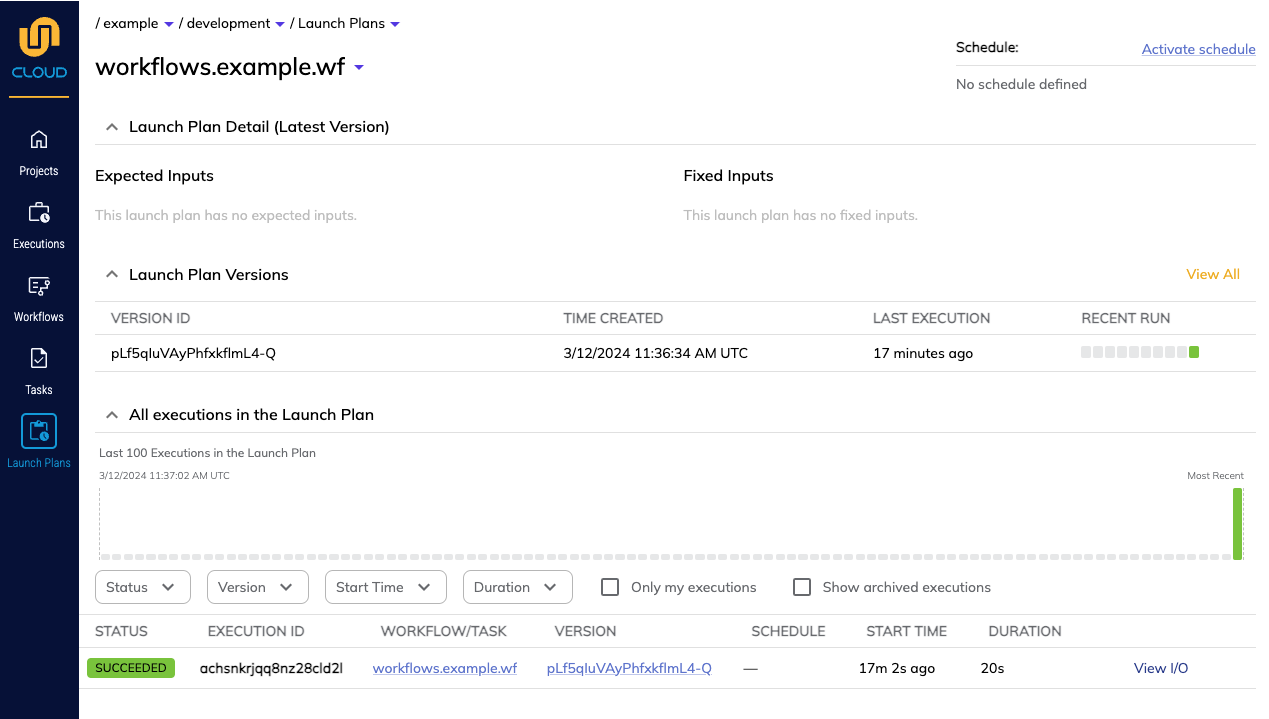 CLOUD
Projects
Executions
Workflows
Tasks
Launch Plans
/ example / development / Launch Plans
workflows.example.wf
Schedule: Activate schedule
No schedule defined
Launch Plan Detail (Latest Version)
Expected Inputs Fixed Inputs
This launch plan has no expected inputs. This launch plan has no fixed inputs.
Launch Plan Versions View All
VERSION ID TIME CREATED LAST EXECUTION RECENT RUN
pLf5qIuVAyPhfxkfImL4-Q 3/12/2024 11:36:34 AM UTC 17 minutes ago
All executions in the Launch Plan
Last 100 Executions in the Launch Plan
3/12/2024 11:37:02 AM UTC Most Recent
Status Version Start Time Duration Only my executions Show archived executions
STATUS EXECUTION ID WORKFLOW/TASK VERSION SCHEDULE START TIME DURATION
SUCCEEDED achsnkrjqq8nz28cld2l workflows.example.wf pLf5qIuVAyPhfxkfImL4-Q — 17m 2s ago 20s View I/O